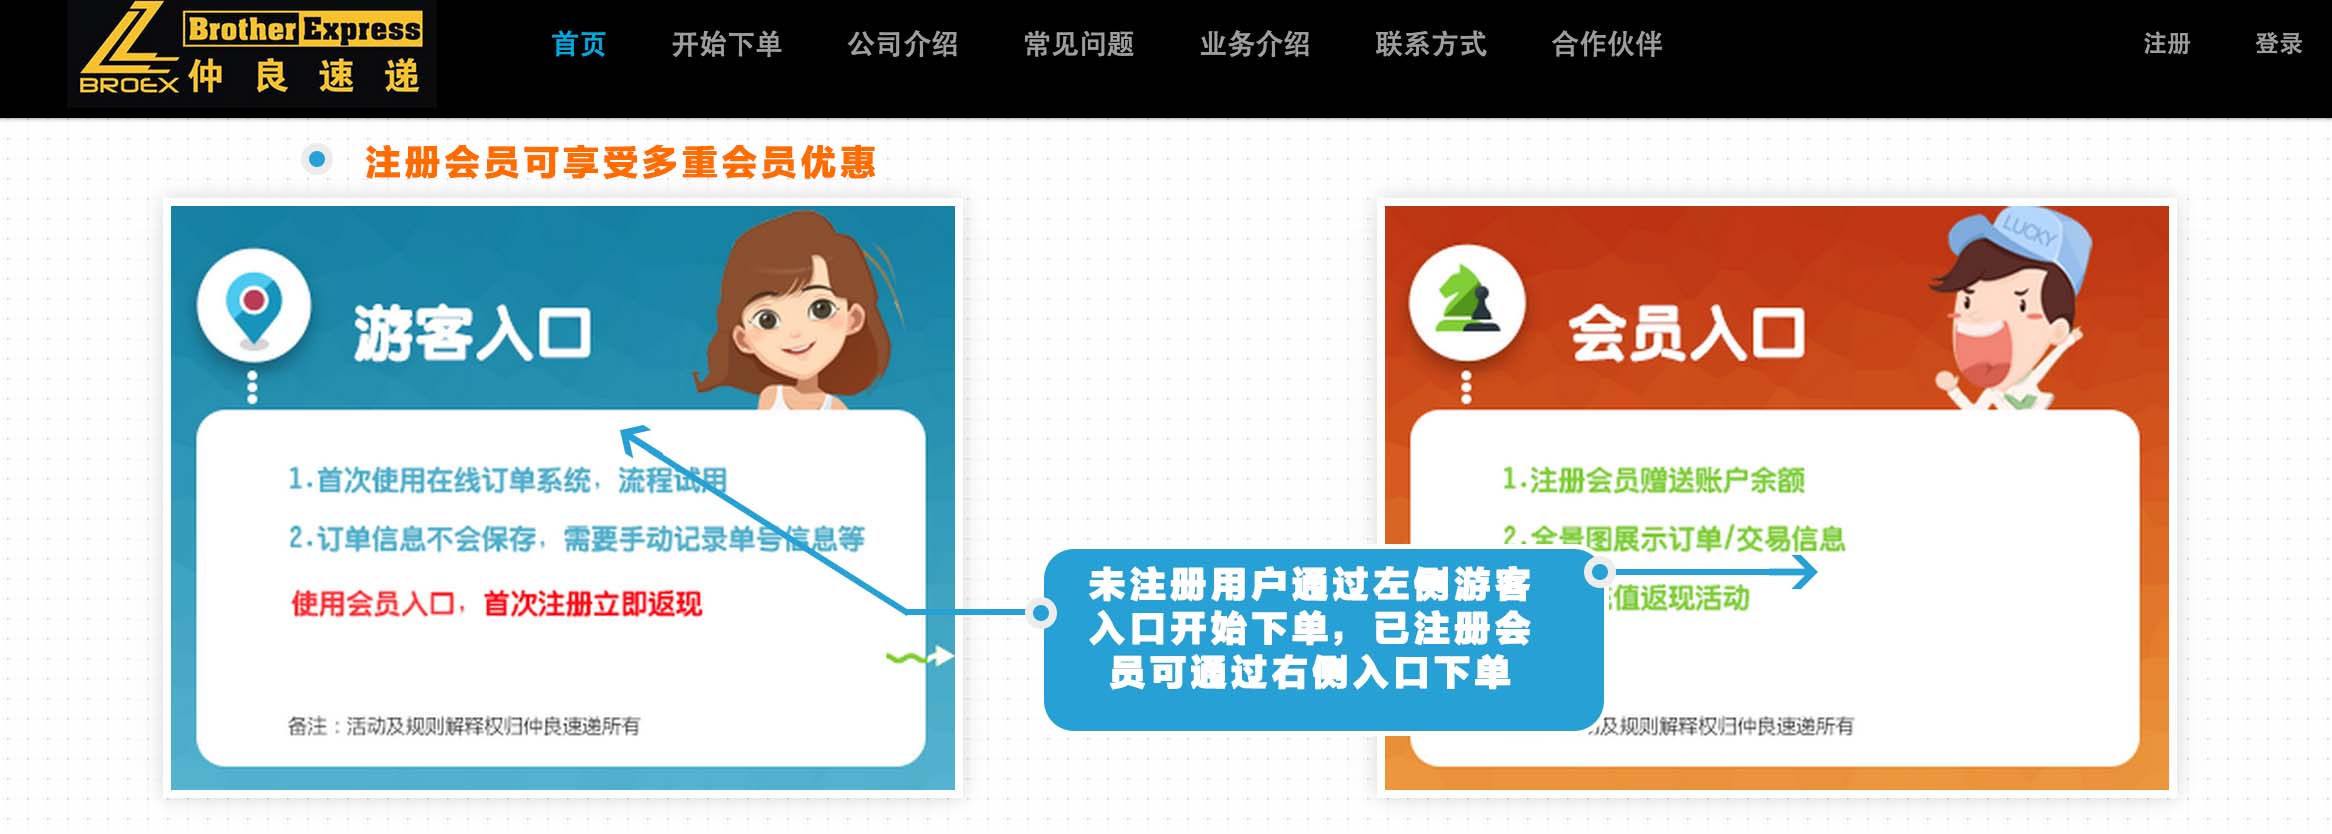 BrotherExpress
BROEX 仲良速递
首页 开始下单 公司介绍 常见问题 业务介绍 联系方式 合作伙伴 注册 登录
注册会员可享受多重会员优惠
游客入口
1.首次使用在线订单系统，流程试用
2.订单信息不会保存，需要手动记录单号信息等
使用会员入口，首次注册立即返现
备注：活动及规则解释权归仲良速递所有
未注册用户通过左侧游客
入口开始下单，已注册会
员可通过右侧入口下单
LUCKY
会员入口
1.注册会员赠送账户余额
2.全景图展示订单/交易信息
值返现活动
及规则解释权归仲良速递所有